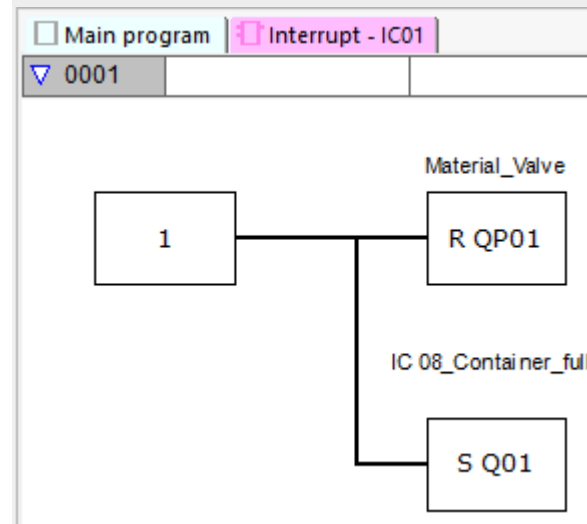 Main program
Interrupt - IC01
0001
Material_Valve
1
R QP01
IC 08_Container_full
S Q01